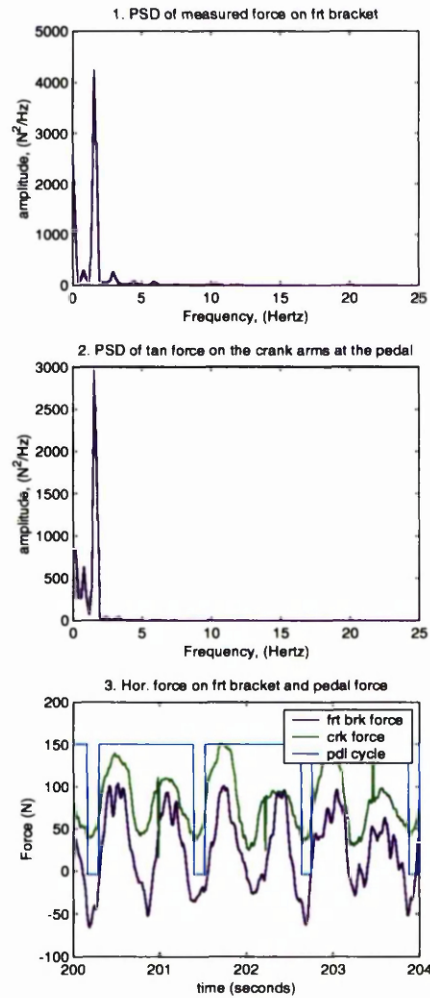 1. PSD of measured force on frt bracket
5000
4000
3000
2000
1000
0
amplitude, (N^2/Hz)
0 5 10 15 20 25
Frequency, (Hertz)
2. PSD of tan force on the crank arms at the pedal
3000
2500
2000
1500
1000
500
0
amplitude, (N^2/Hz)
0 5 10 15 20 25
Frequency, (Hertz)
3. Hor. force on frt bracket and pedal force
200
150
100
50
0
-50
-100
Force (N)
frt brk force
crk force
pdl cycle
200 201 202 203 204
time (seconds)